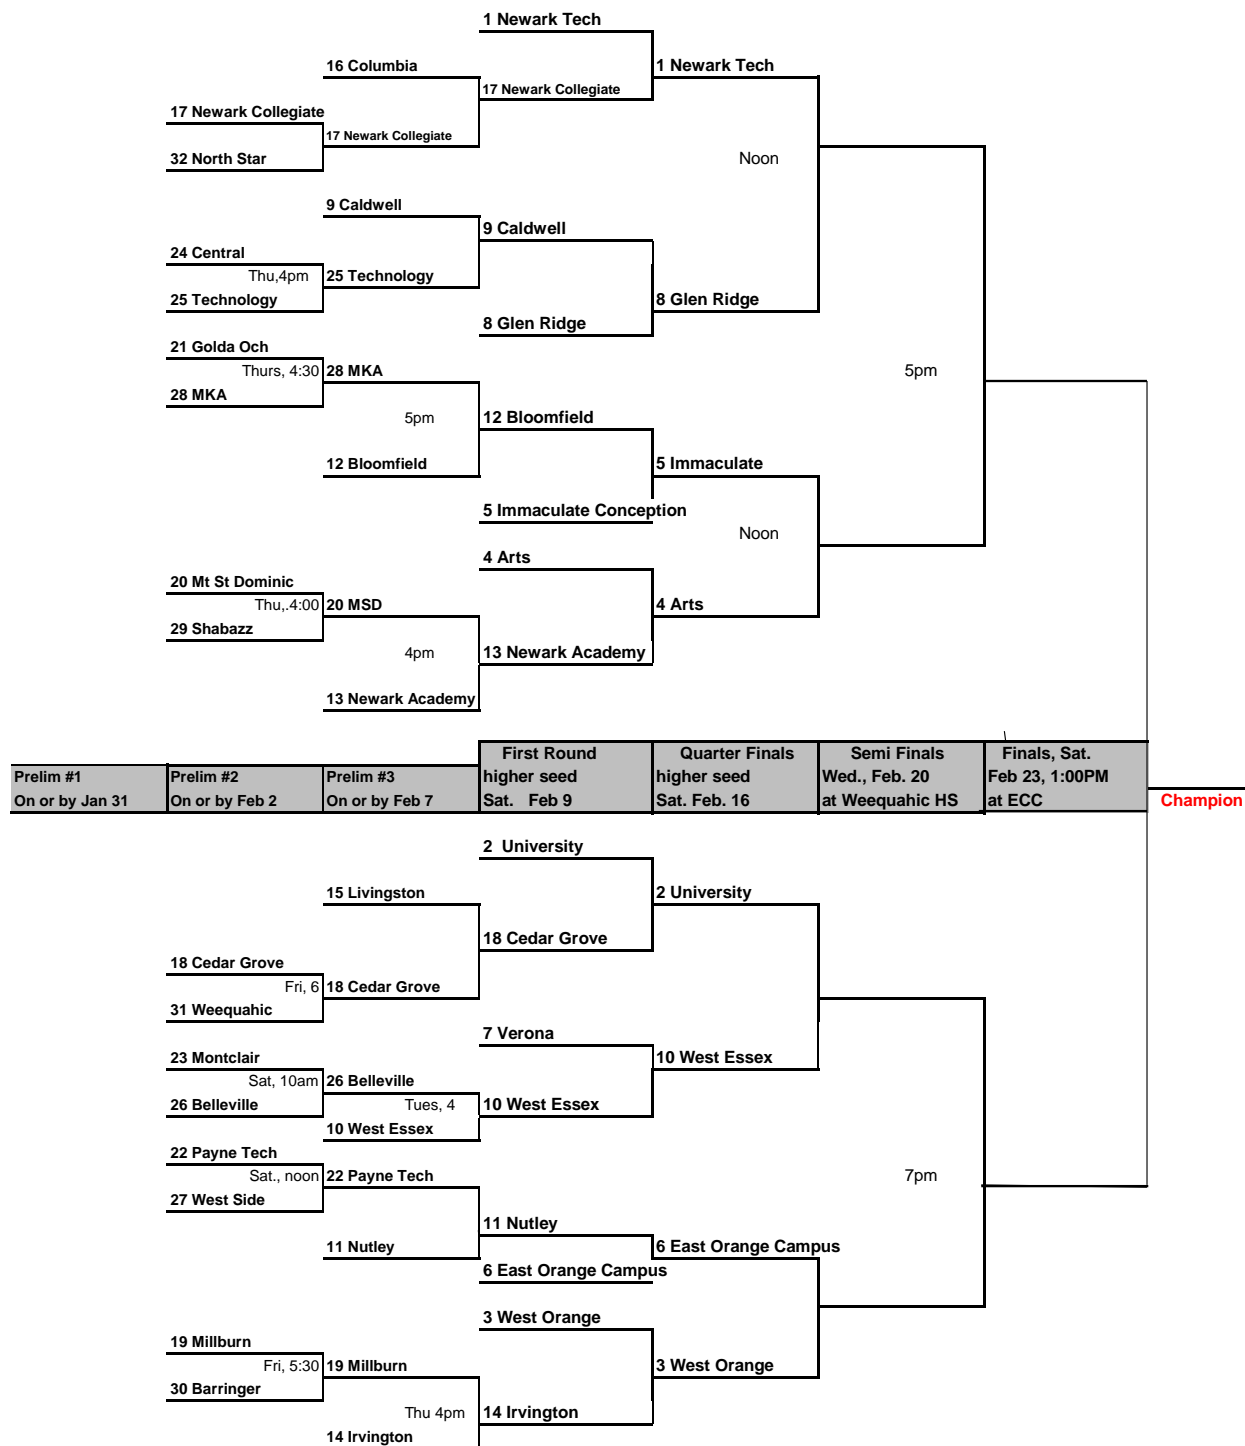 1 Newark Tech
16 Columbia
1 Newark Tech
17 Newark Collegiate
17 Newark Collegiate
17 Newark Collegiate
32 North Star
Noon
9 Caldwell
9 Caldwell
24 Central
Thu,4pm
25 Technology
25 Technology
8 Glen Ridge
8 Glen Ridge
21 Golda Och
Thurs, 4:30
28 MKA
5pm
28 MKA
5pm
12 Bloomfield
12 Bloomfield
5 Immaculate
5 Immaculate Conception
Noon
4 Arts
20 Mt St Dominic
Thu,.4:00
20 MSD
4 Arts
29 Shabazz
4pm
13 Newark Academy
13 Newark Academy
First Round
higher seed
Sat. Feb 9
Quarter Finals
higher seed
Sat. Feb. 16
Semi Finals
Wed., Feb. 20
at Weequahic HS
Finals, Sat.
Feb 23, 1:00PM
at ECC
Prelim #1
On or by Jan 31
Prelim #2
On or by Feb 2
Prelim #3
On or by Feb 7
Champion
2 University
15 Livingston
2 University
18 Cedar Grove
18 Cedar Grove
Fri, 6
18 Cedar Grove
31 Weequahic
7 Verona
23 Montclair
10 West Essex
Sat, 10am
26 Belleville
26 Belleville
Tues, 4
10 West Essex
10 West Essex
22 Payne Tech
Sat., noon
22 Payne Tech
7pm
27 West Side
11 Nutley
11 Nutley
6 East Orange Campus
6 East Orange Campus
3 West Orange
19 Millburn
Fri, 5:30
19 Millburn
3 West Orange
30 Barringer
Thu 4pm
14 Irvington
14 Irvington